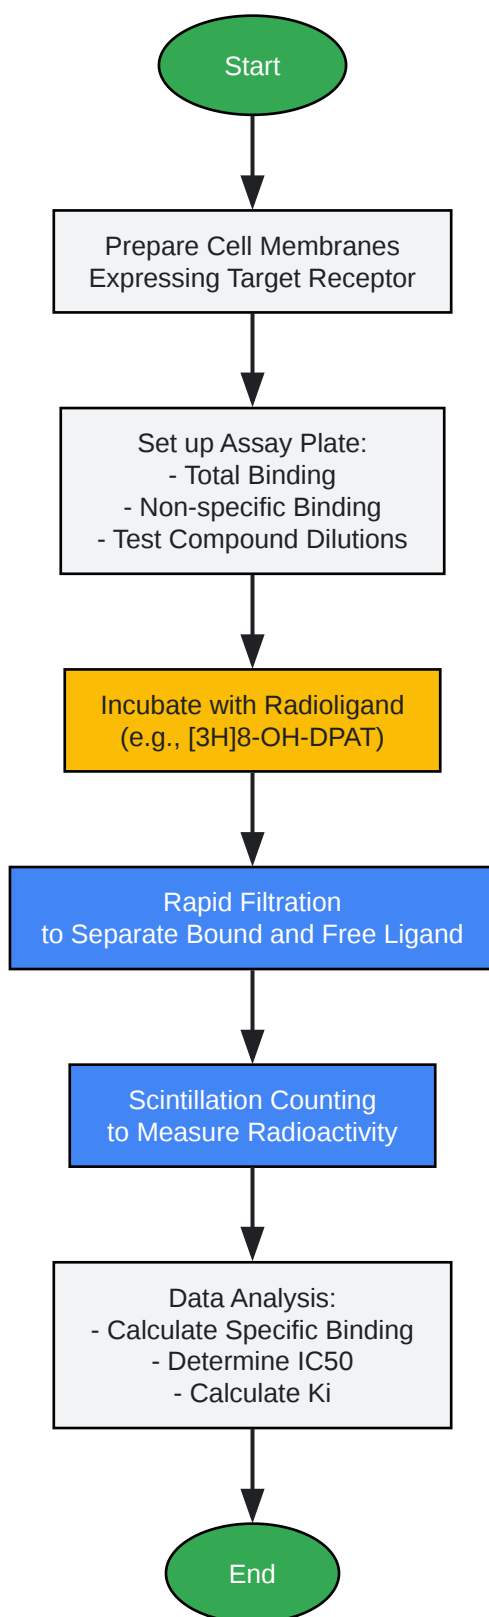 Start
Prepare Cell Membranes
Expressing Target Receptor
Set up Assay Plate:
- Total Binding
- Non-specific Binding
- Test Compound Dilutions
Incubate with Radioligand
(e.g., [3H]8-OH-DPAT)
Rapid Filtration
to Separate Bound and Free Ligand
Scintillation Counting
to Measure Radioactivity
Data Analysis:
- Calculate Specific Binding
- Determine IC50
- Calculate Ki
End